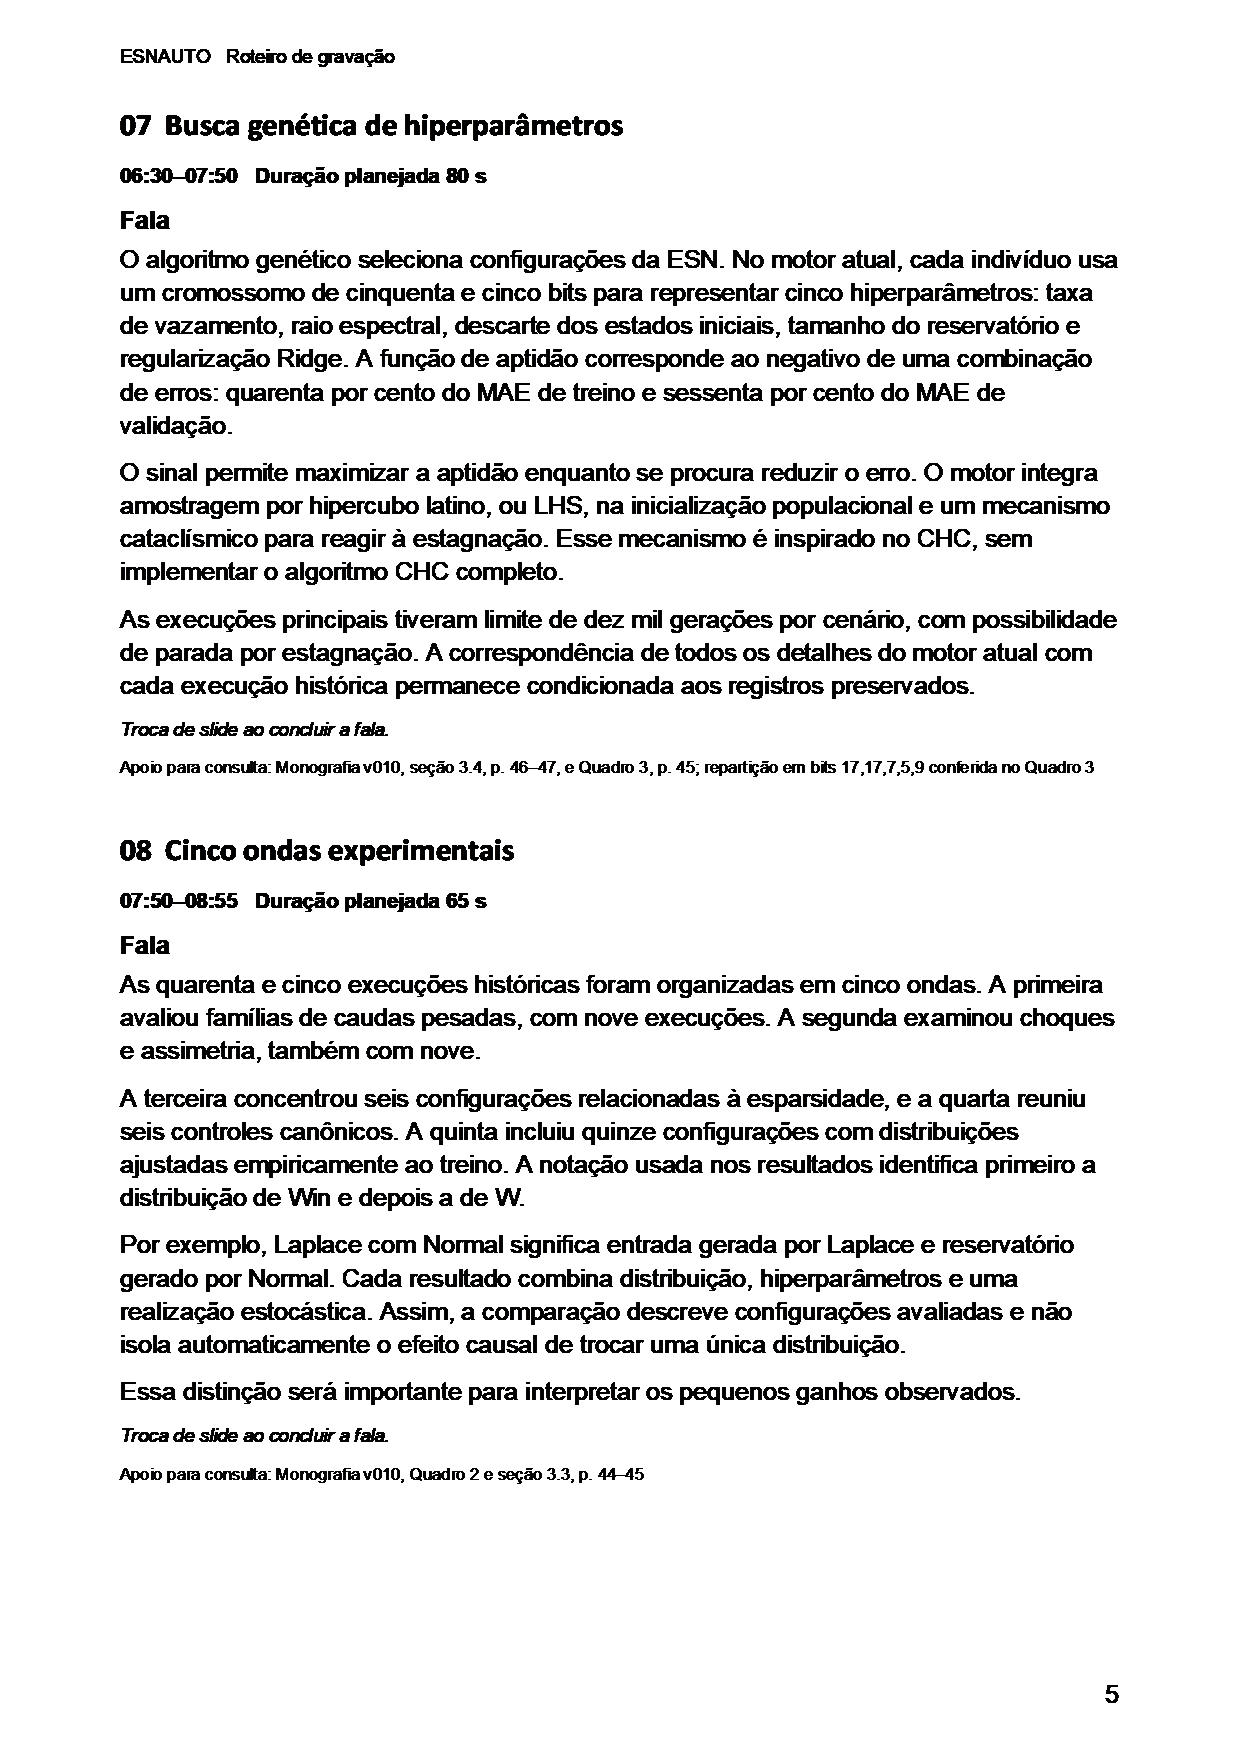 ESNAUTO Roteiro de gravação
07 Busca genética de hiperparâmetros
06:30–07:50 Duração planejada 80 s
Fala
O algoritmo genético seleciona configurações da ESN. No motor atual, cada indivíduo usa
um cromossomo de cinquenta e cinco bits para representar cinco hiperparâmetros: taxa
de vazamento, raio espectral, descarte dos estados iniciais, tamanho do reservatório e
regularização Ridge. A função de aptidão corresponde ao negativo de uma combinação
de erros: quarenta por cento do MAE de treino e sessenta por cento do MAE de
validação.
O sinal permite maximizar a aptidão enquanto se procura reduzir o erro. O motor integra
amostragem por hipercubo latino, ou LHS, na inicialização populacional e um mecanismo
cataclísmico para reagir à estagnação. Esse mecanismo é inspirado no CHC, sem
implementar o algoritmo CHC completo.
As execuções principais tiveram limite de dez mil gerações por cenário, com possibilidade
de parada por estagnação. A correspondência de todos os detalhes do motor atual com
cada execução histórica permanece condicionada aos registros preservados.
Troca de slide ao concluir a fala.
Apoio para consulta: Monografia v010, seção 3.4, p. 46–47, e Quadro 3, p. 45; repartição em bits 17,17,7,5,9 conferida no Quadro 3
08 Cinco ondas experimentais
07:50–08:55 Duração planejada 65 s
Fala
As quarenta e cinco execuções históricas foram organizadas em cinco ondas. A primeira
avaliou famílias de caudas pesadas, com nove execuções. A segunda examinou choques
e assimetria, também com nove.
A terceira concentrou seis configurações relacionadas à esparsidade, e a quarta reuniu
seis controles canônicos. A quinta incluiu quinze configurações com distribuições
ajustadas empiricamente ao treino. A notação usada nos resultados identifica primeiro a
distribuição de Win e depois a de W.
Por exemplo, Laplace com Normal significa entrada gerada por Laplace e reservatório
gerado por Normal. Cada resultado combina distribuição, hiperparâmetros e uma
realização estocástica. Assim, a comparação descreve configurações avaliadas e não
isola automaticamente o efeito causal de trocar uma única distribuição.
Essa distinção será importante para interpretar os pequenos ganhos observados.
Troca de slide ao concluir a fala.
Apoio para consulta: Monografia v010, Quadro 2 e seção 3.3, p. 44–45
5